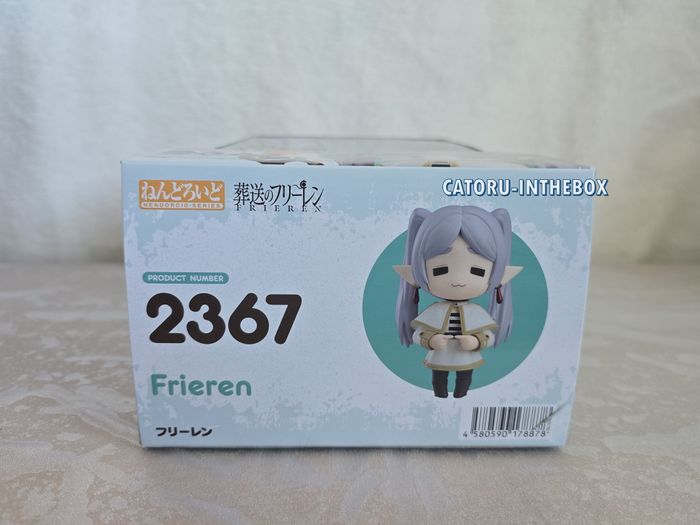 CATORU-INTHEBOX
ねんどろいど
NENDOROID-SERIES
葬送のフリーレン
FRIEREN
PRODUCT NUMBER
2367
Frieren
フリーレン
4 580590 178878